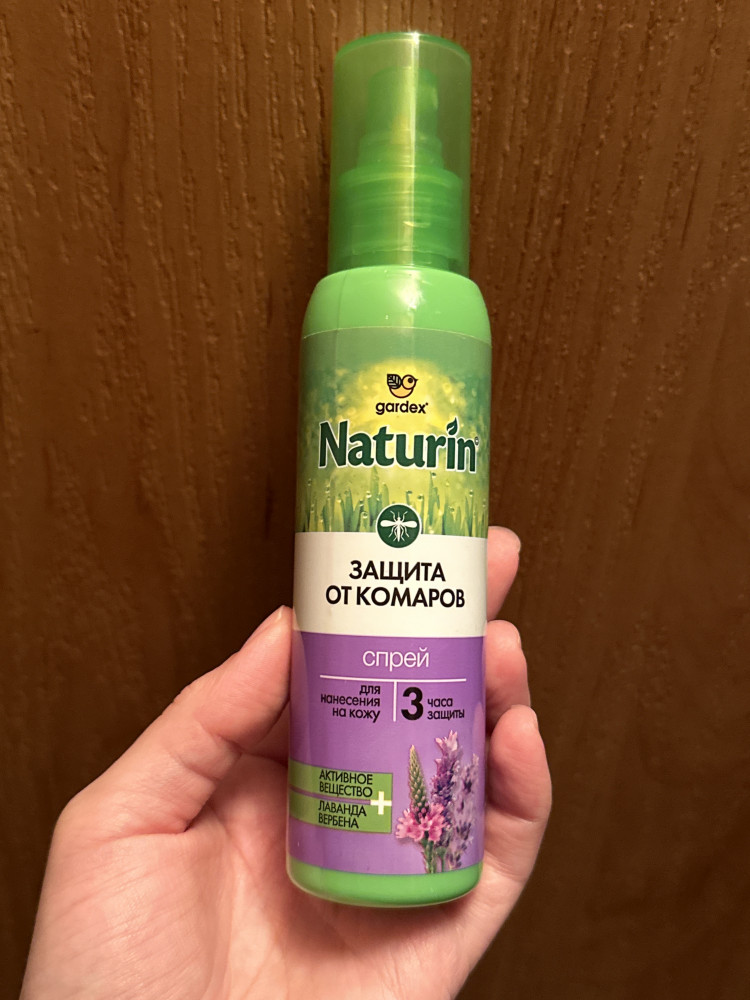 gardex®
Naturin®
ЗАЩИТА
ОТ КОМАРОВ
спрей
для
нанесения
на кожу
3 часа
защиты
АКТИВНОЕ
ВЕЩЕСТВО
+
ЛАВАНДА
ВЕРБЕНА